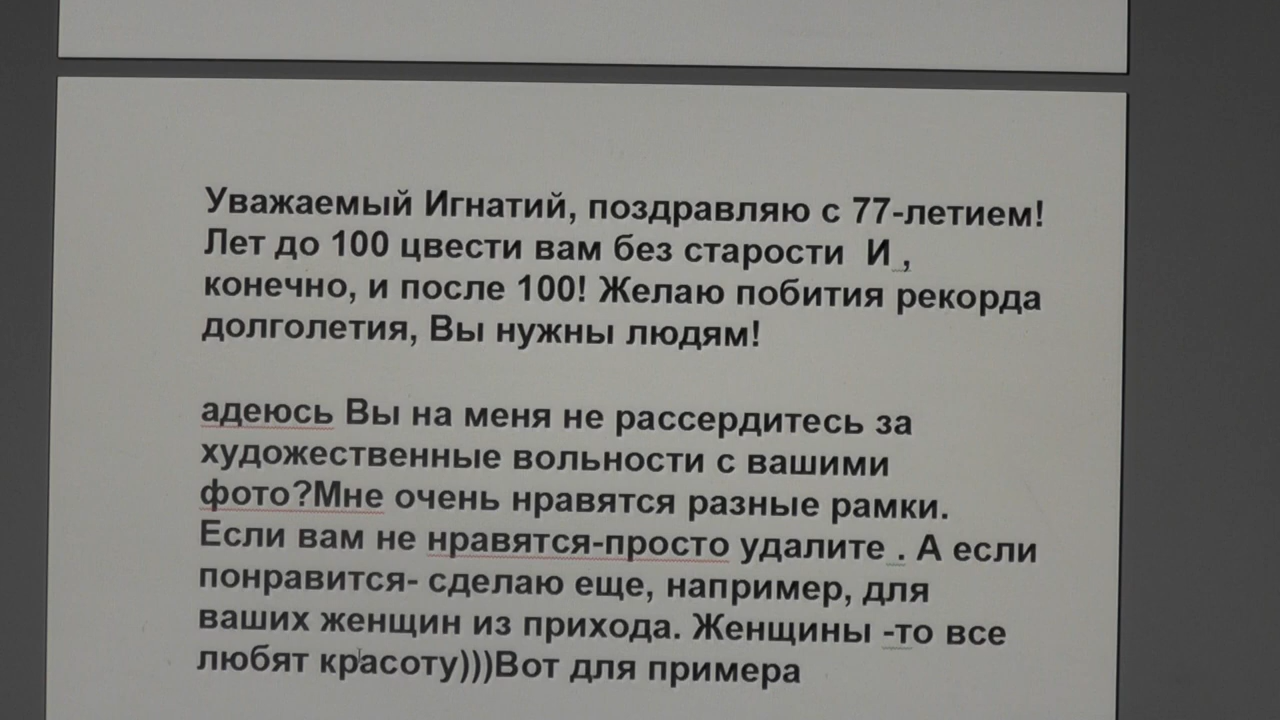 Уважаемый Игнатий, поздравляю с 77-летием!
Лет до 100 цвести вам без старости  И ,
конечно, и после 100! Желаю побития рекорда
долголетия, Вы нужны людям!
адеюсь Вы на меня не рассердитесь за
художественные вольности с вашими
фото?Мне очень нравятся разные рамки.
Если вам не нравятся-просто удалите . А если
понравится- сделаю еще, например, для
ваших женщин из прихода. Женщины -то все
любят красоту)))Вот для примера